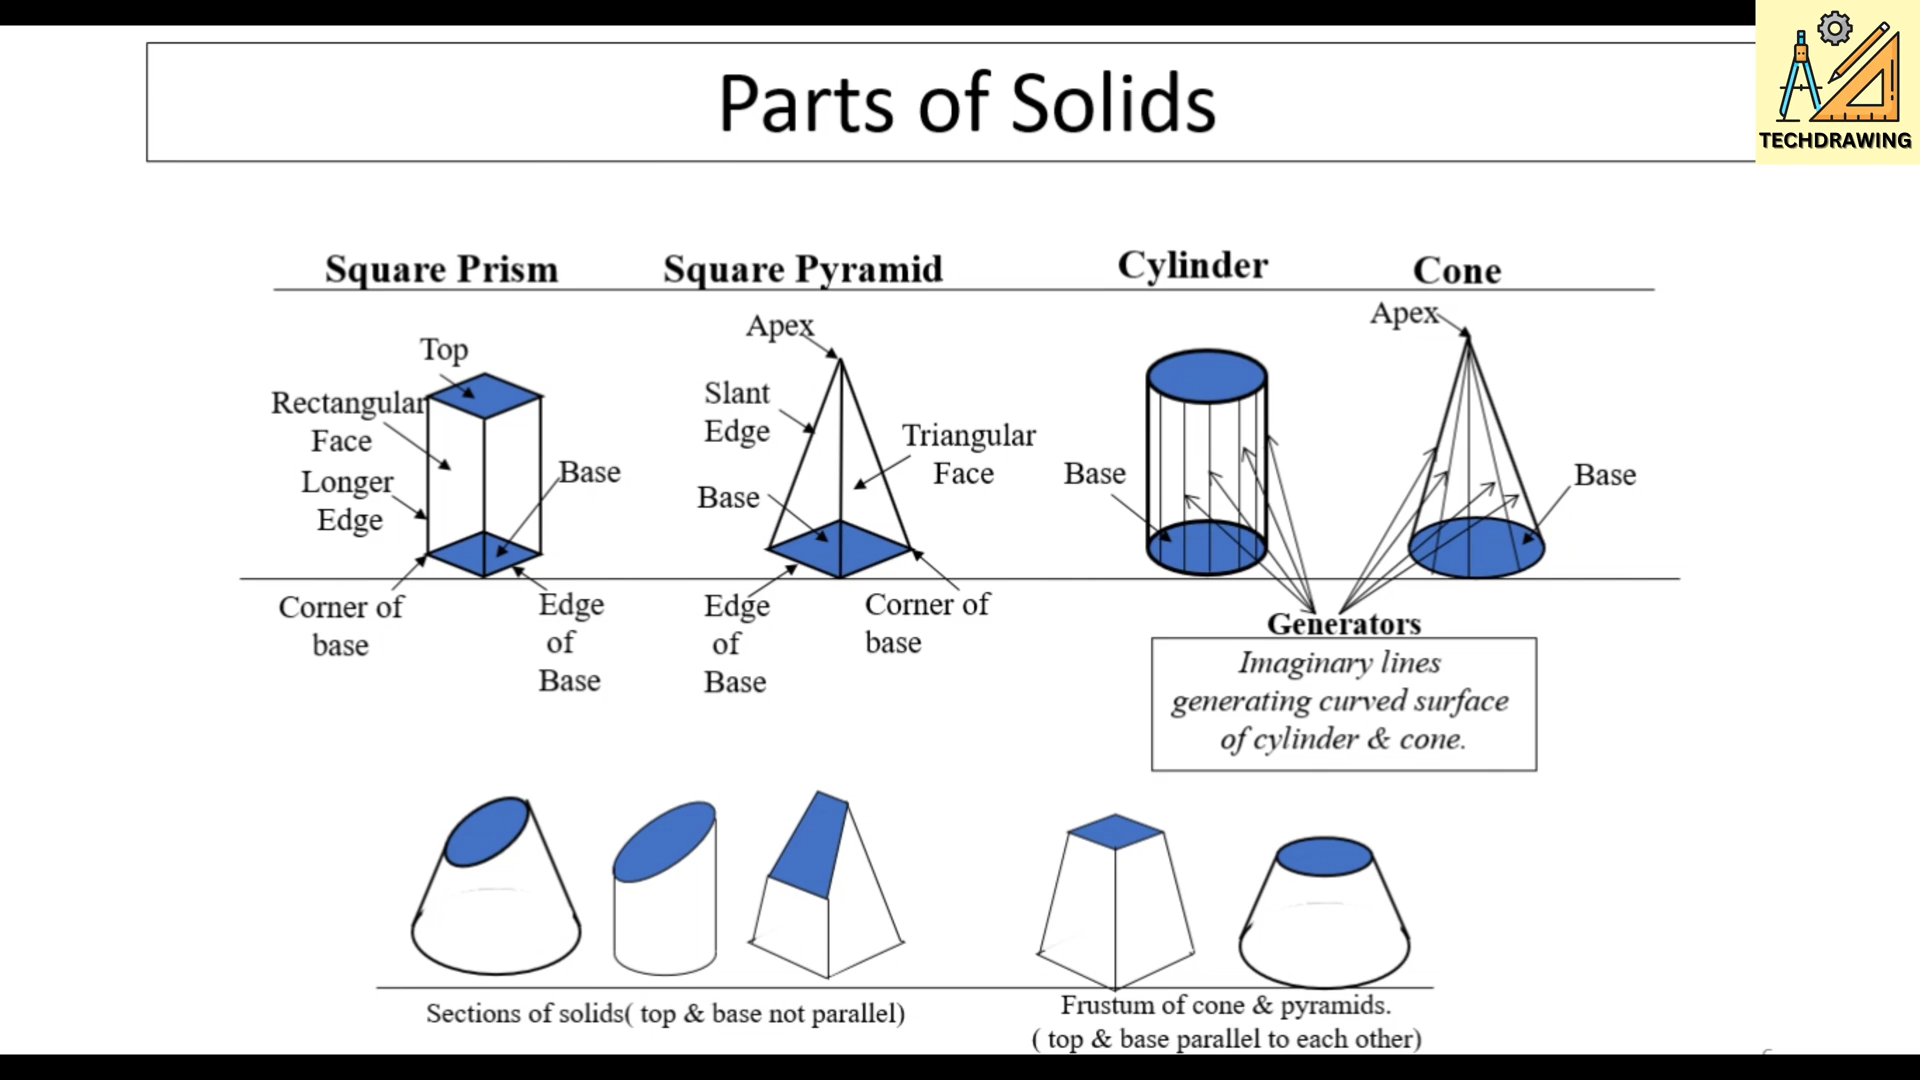 Parts of Solids
TECHDRAWING
Square Prism
Square Pyramid
Cylinder
Cone
Top
Rectangular
Face
Longer
Edge
Base
Corner of
base
Edge
of
Base
Apex
Slant
Edge
Triangular
Face
Base
Edge
of
Base
Corner of
base
Base
Apex
Base
Generators
Imaginary lines
generating curved surface
of cylinder & cone.
Sections of solids( top & base not parallel)
Frustum of cone & pyramids.
( top & base parallel to each other)